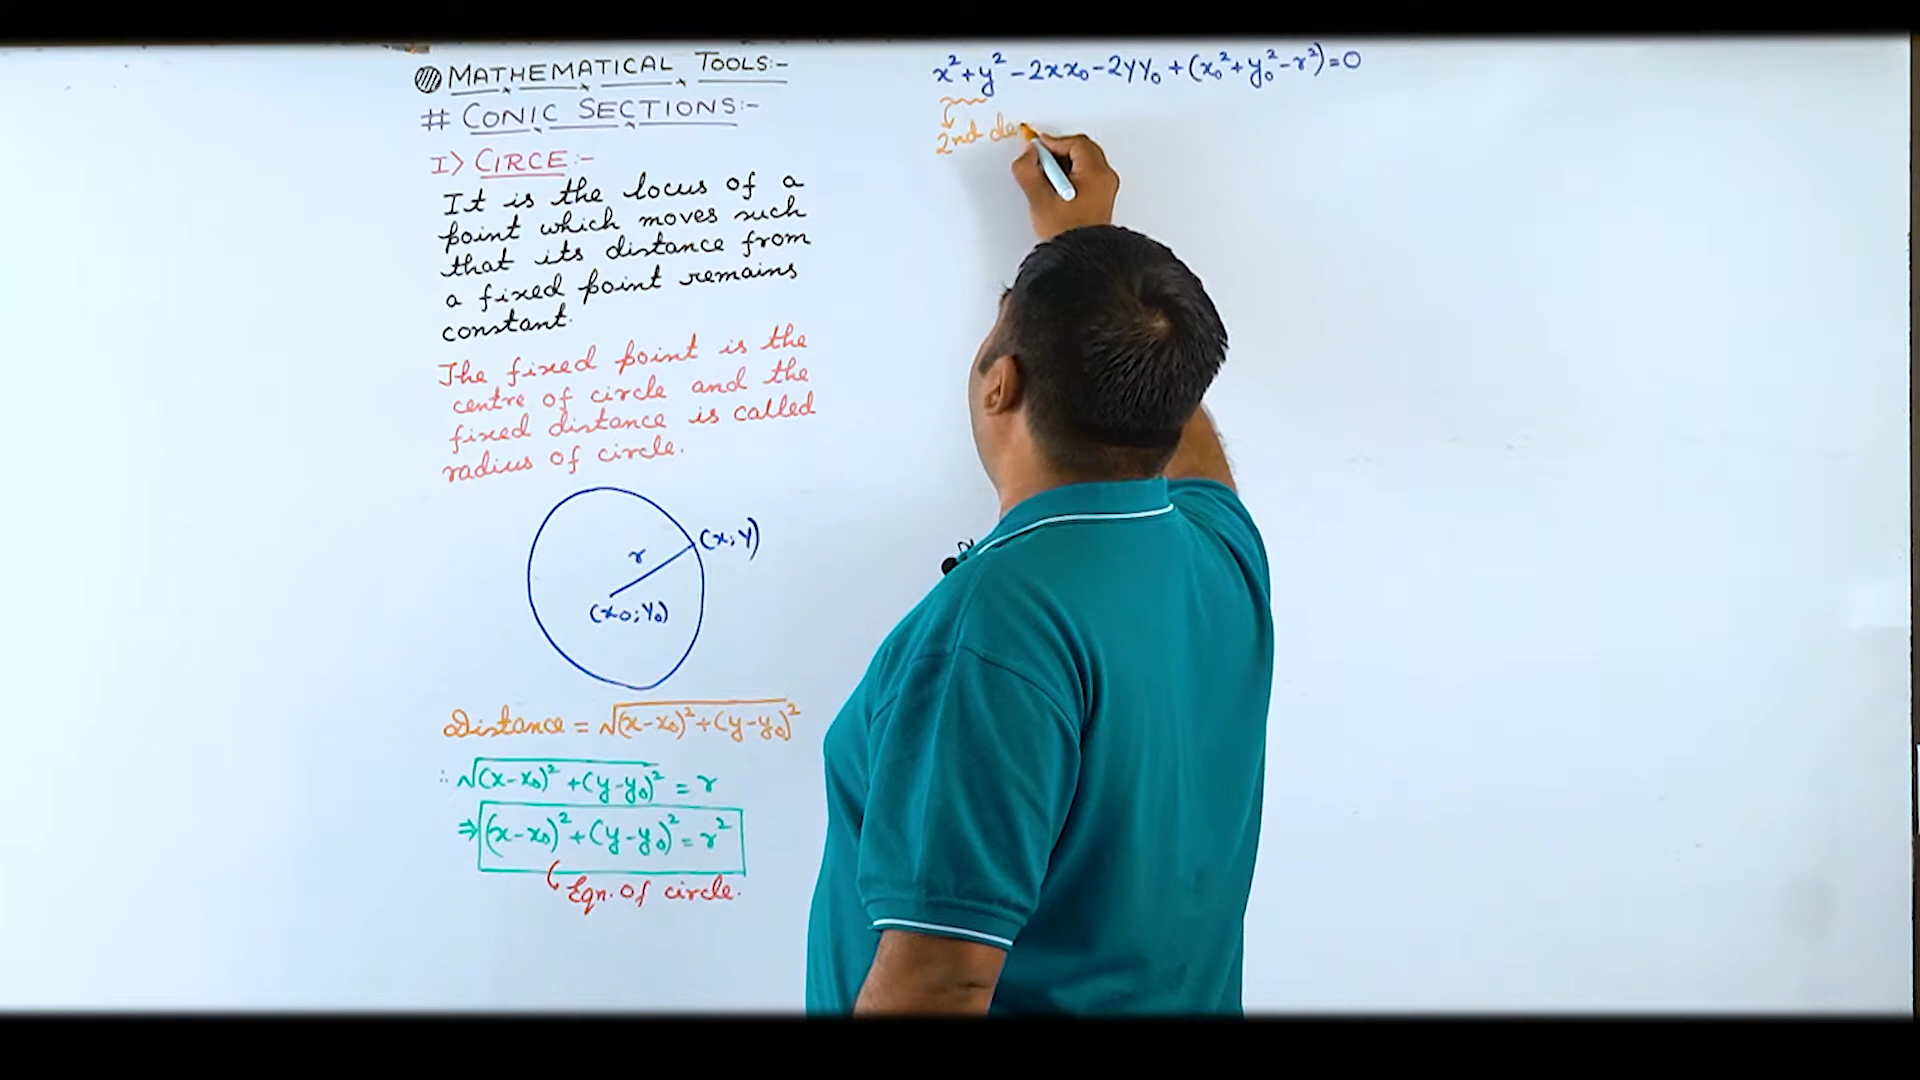 MATHEMATICAL TOOLS:-
# CONIC SECTIONS:-
I) CIRCE:-
It is the locus of a
point which moves such
that its distance from
a fixed point remains
constant.
The fixed point is the
centre of circle and the
fixed distance is called
radius of circle.
r
(x; y)
(x₀; y₀)
Distance = √(x-x₀)²+(y-y₀)²
∴ √(x-x₀)²+(y-y₀)² = r
⇒ (x-x₀)²+(y-y₀)² = r²
Eqn. of circle.
x²+y²-2xx₀-2yy₀+(x₀²+y₀²-r²)=0
2nd